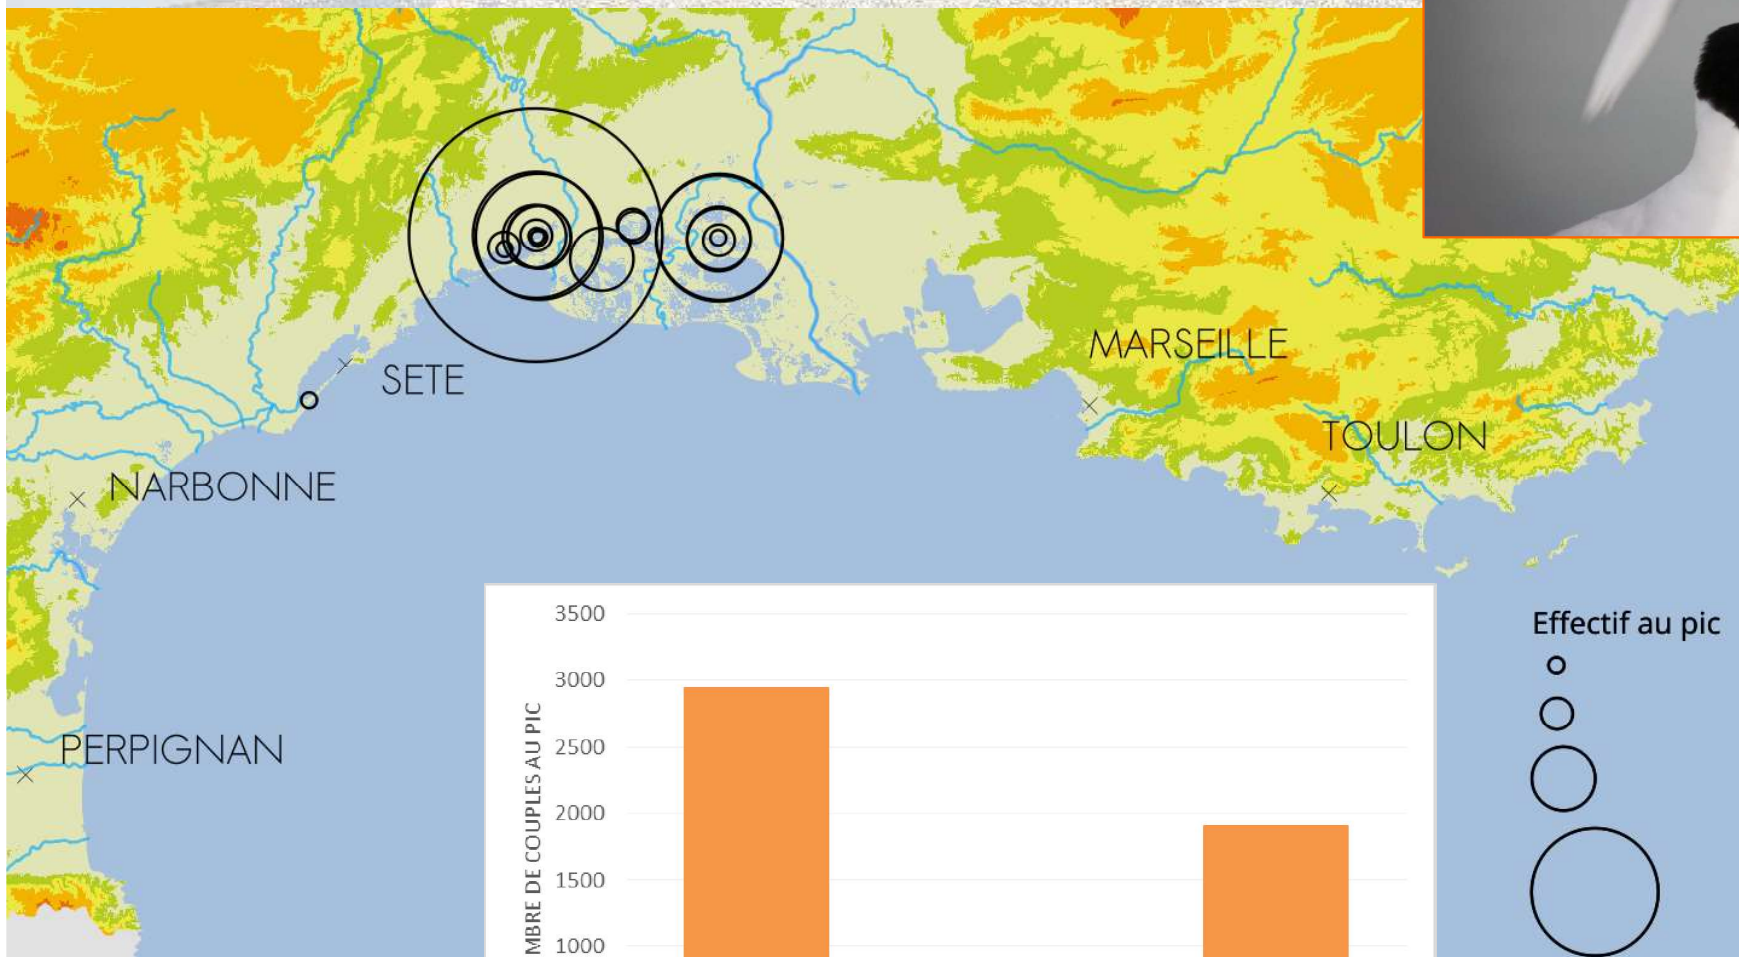 MARSEILLE
SETE
TOULON
NARBONNE
PERPIGNAN
3500
3000
2500
2000
1500
1000
MBRE DE COUPLES AU PIC
Effectif au pic